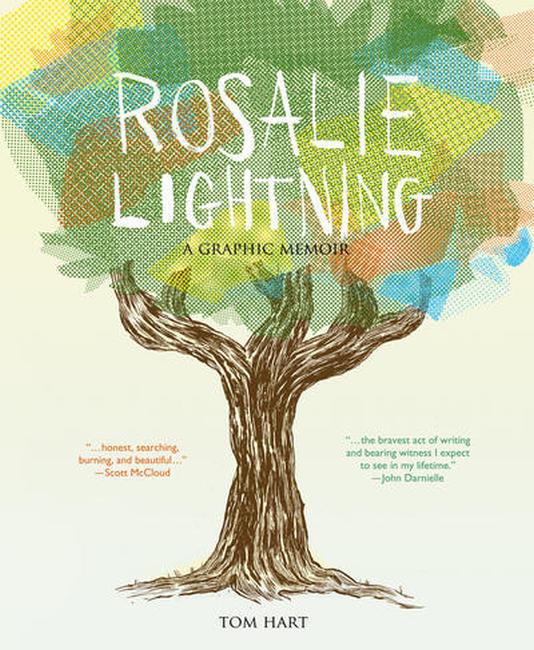 ROSALIE
LIGHTNING
A GRAPHIC MEMOIR
“...honest, searching,
burning, and beautiful...”
—Scott McCloud
“...the bravest act of writing
and bearing witness I expect
to see in my lifetime.”
—John Darnielle
TOM HART